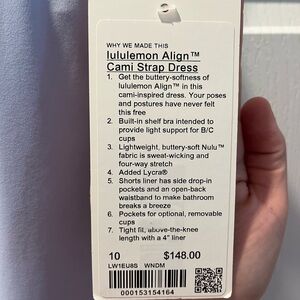 WHY WE MADE THIS
lululemon Align™
Cami Strap Dress
1. Get the buttery-softness of
lululemon Align™ in this
cami-inspired dress. Your poses
and postures have never felt
this free
2. Built-in shelf bra intended to
provide light support for B/C
cups
3. Lightweight, buttery-soft Nulu™
fabric is sweat-wicking and
four-way stretch
4. Added Lycra®
5. Shorts liner has side drop-in
pockets and an open-back
waistband to make bathroom
breaks a breeze
6. Pockets for optional, removable
cups
7. Tight fit, above-the-knee
length with a 4" liner
10 $148.00
LW1EU8S WNDM
000153154164